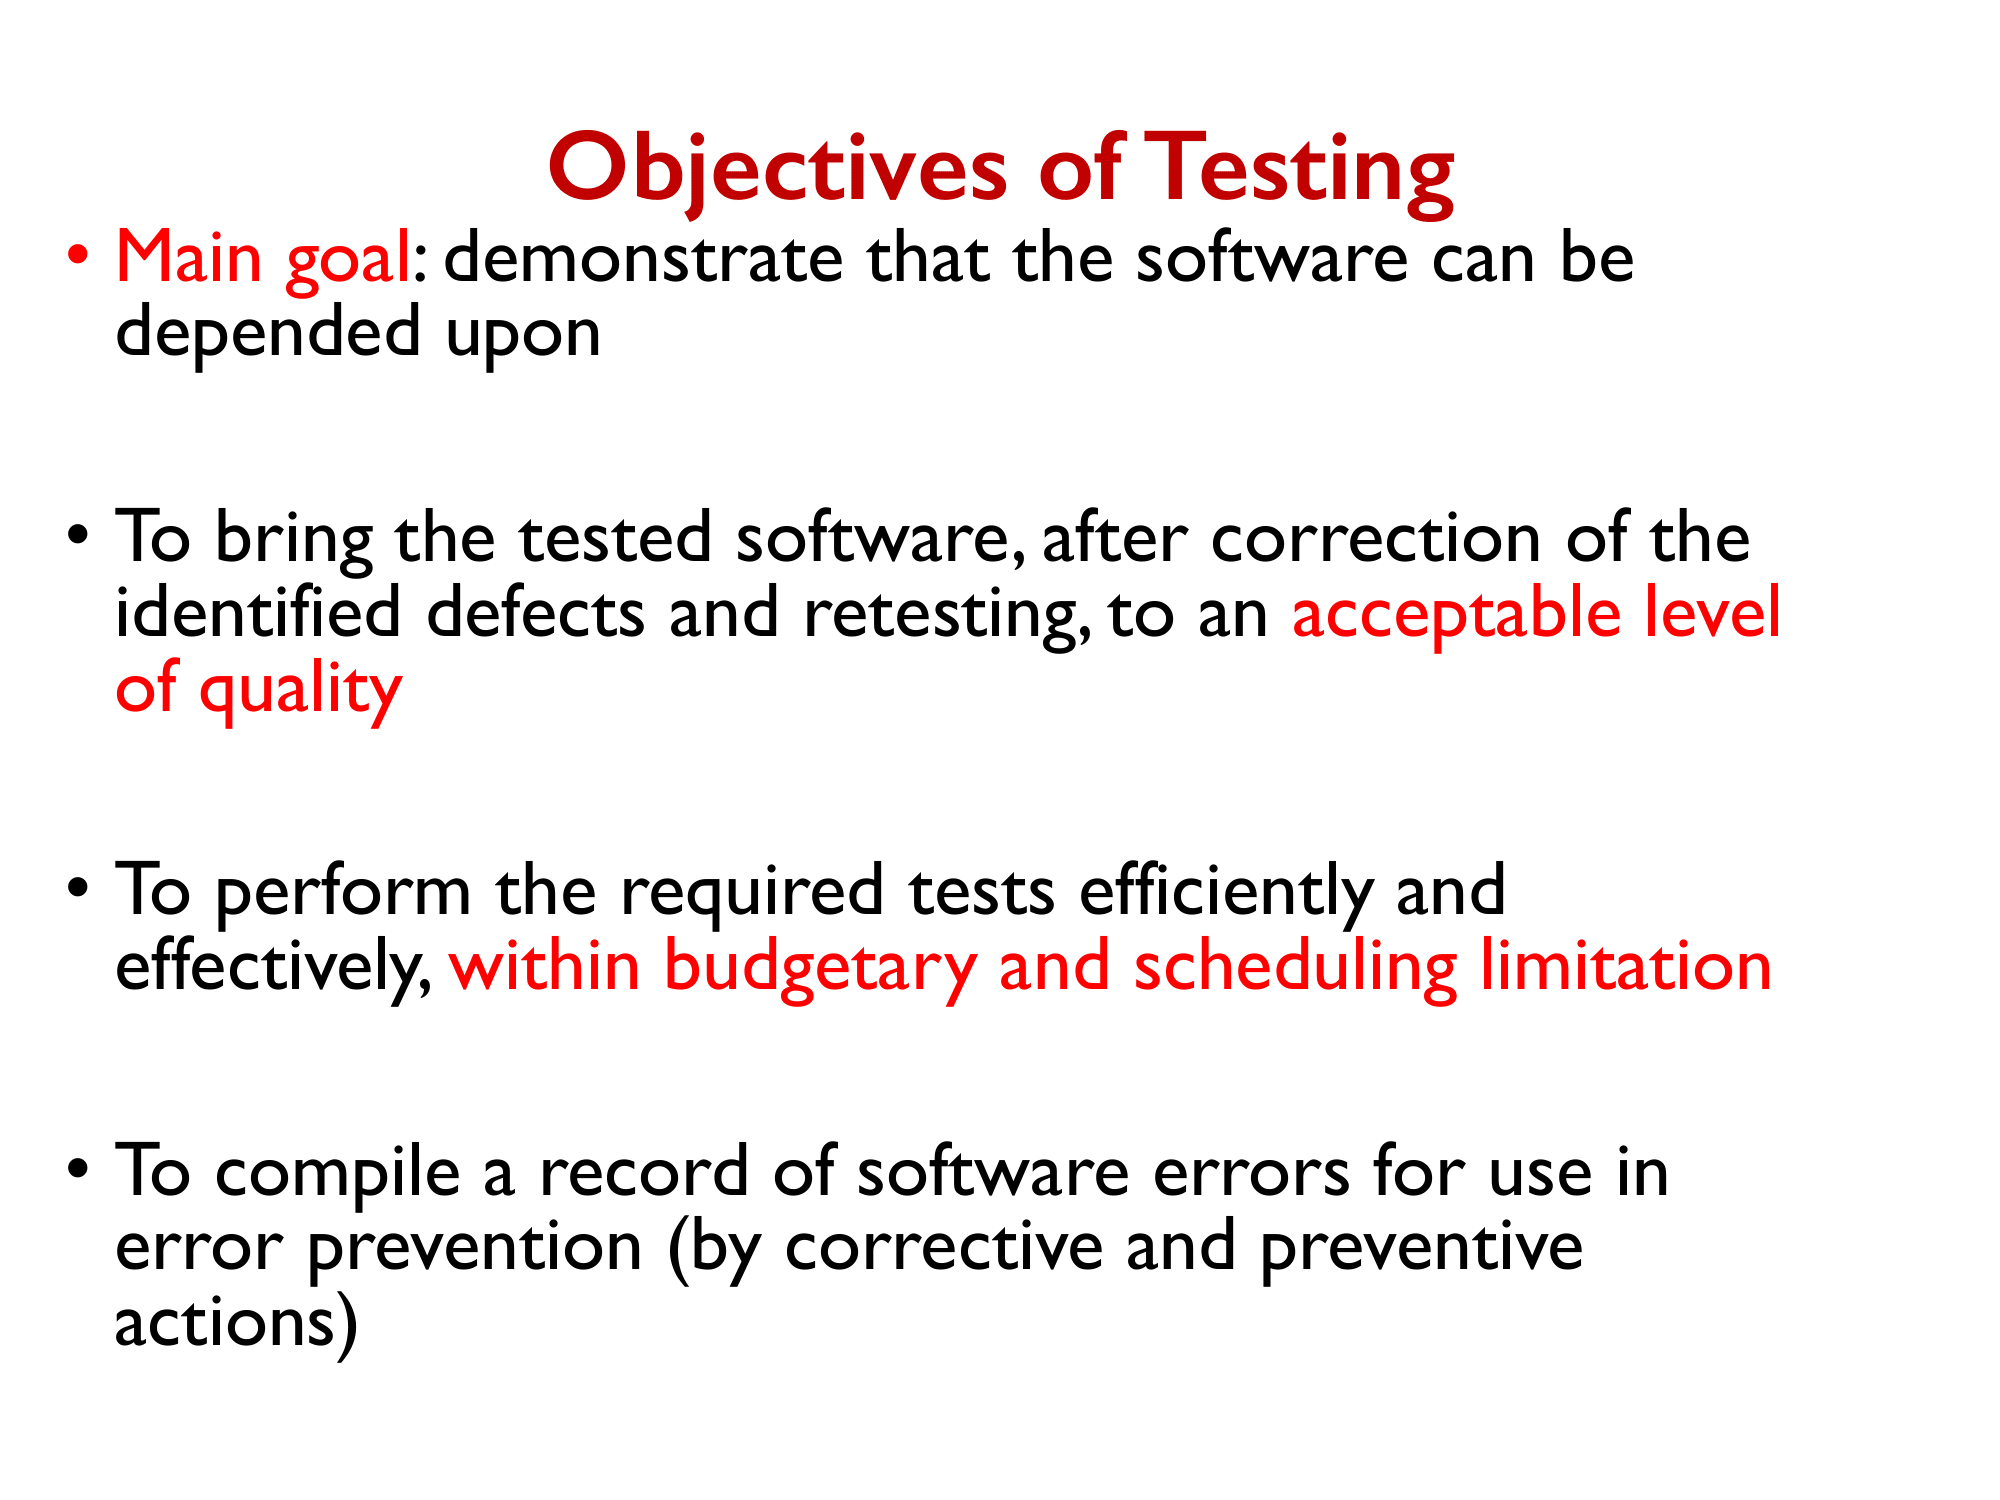 Objectives of Testing
• Main goal: demonstrate that the software can be
depended upon
• To bring the tested software, after correction of the
identified defects and retesting, to an acceptable level
of quality
• To perform the required tests efficiently and
effectively, within budgetary and scheduling limitation
• To compile a record of software errors for use in
error prevention (by corrective and preventive
actions)